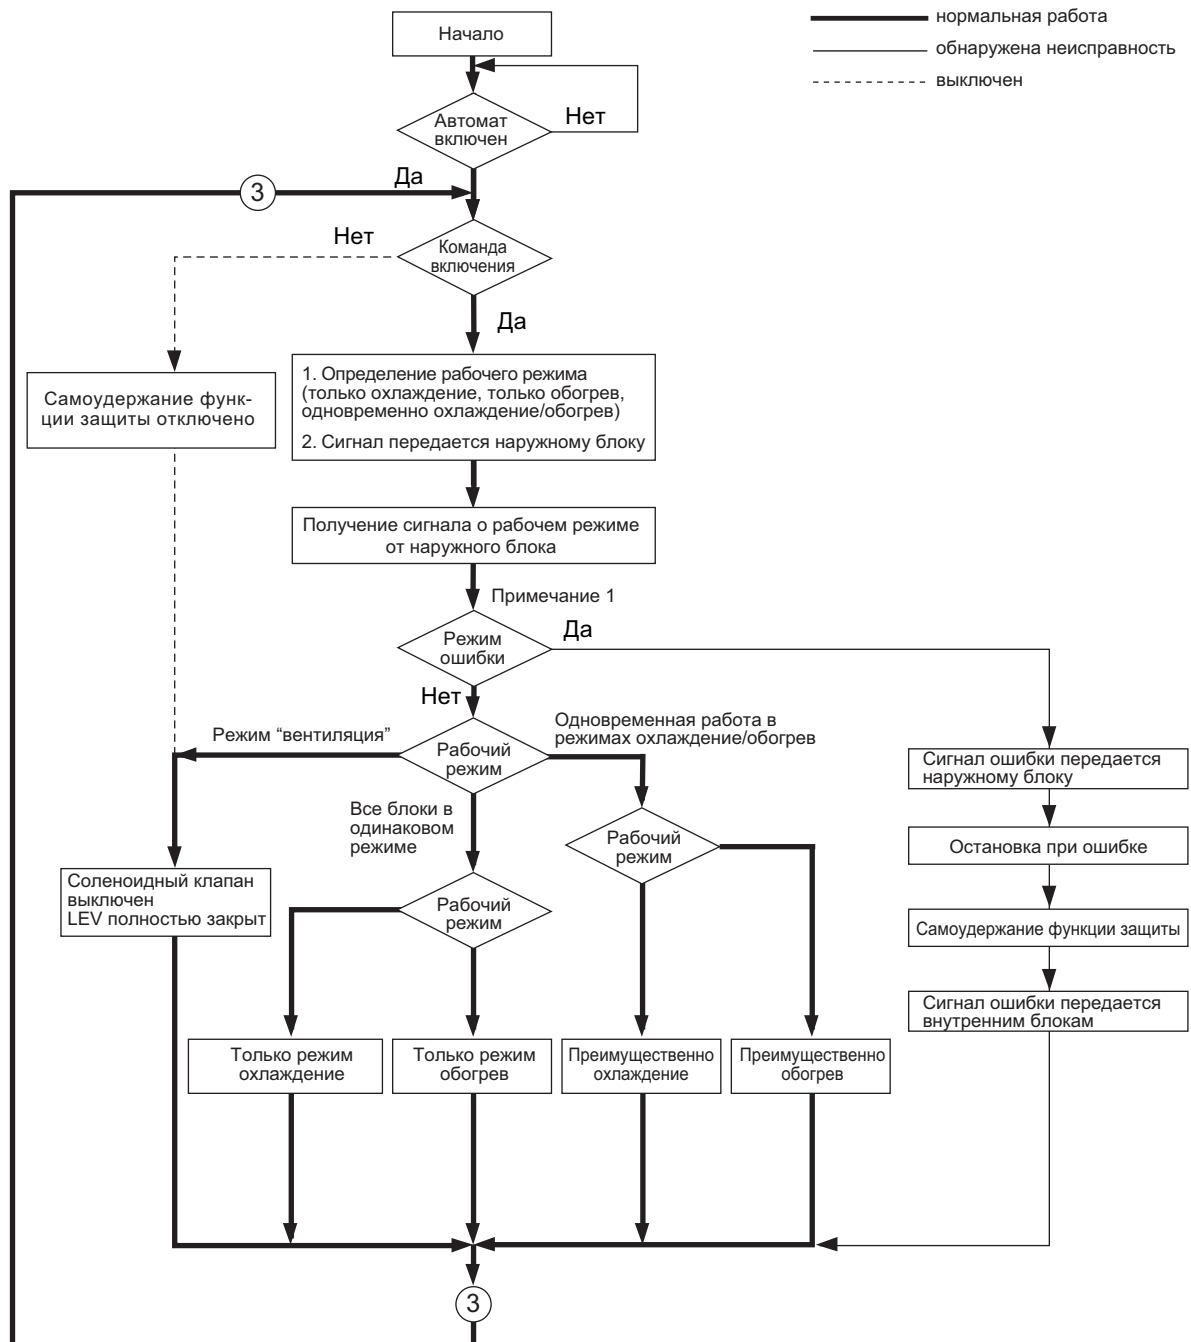 нормальная работа
обнаружена неисправность
выключен
Начало
Автомат
включен
Нет
Да
3
Нет
Команда
включения
Да
1. Определение рабочего режима
(только охлаждение, только обогрев,
одновременно охлаждение/обогрев)
2. Сигнал передается наружному блоку
Самоудержание функ-
ции защиты отключено
Получение сигнала о рабочем режиме
от наружного блока
Примечание 1
Режим
ошибки
Да
Нет
Режим "вентиляция"
Рабочий
режим
Одновременная работа в
режимах охлаждение/обогрев
Сигнал ошибки передается
наружному блоку
Все блоки в
одинаковом
режиме
Рабочий
режим
Остановка при ошибке
Соленоидный клапан
выключен
LEV полностью закрыт
Рабочий
режим
Самоудержание функции защиты
Сигнал ошибки передается
внутренним блокам
Только режим
охлаждение
Только режим
обогрев
Преимущественно
охлаждение
Преимущественно
обогрев
3